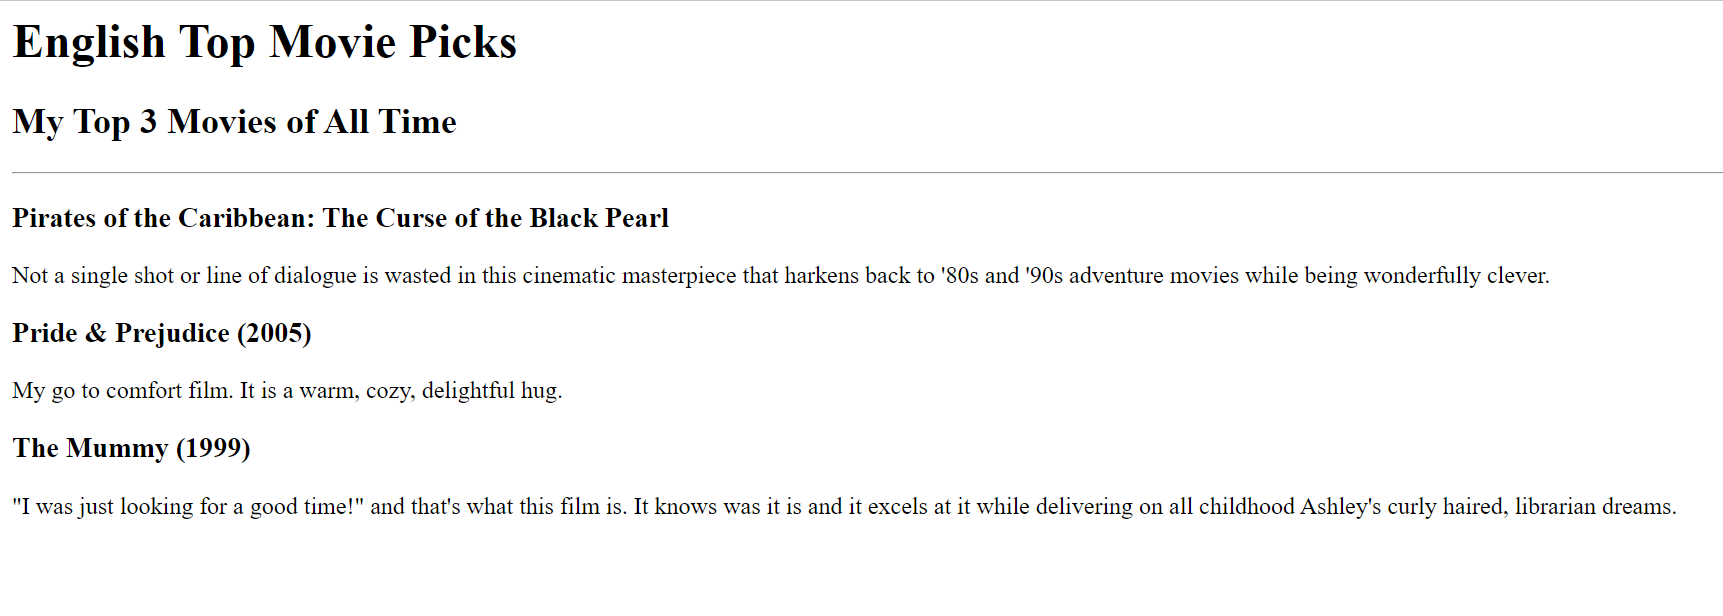 English Top Movie Picks
My Top 3 Movies of All Time
Pirates of the Caribbean: The Curse of the Black Pearl
Not a single shot or line of dialogue is wasted in this cinematic masterpiece that harkens back to '80s and '90s adventure movies while being wonderfully clever.
Pride & Prejudice (2005)
My go to comfort film. It is a warm, cozy, delightful hug.
The Mummy (1999)
"I was just looking for a good time!" and that's what this film is. It knows was it is and it excels at it while delivering on all childhood Ashley's curly haired, librarian dreams.